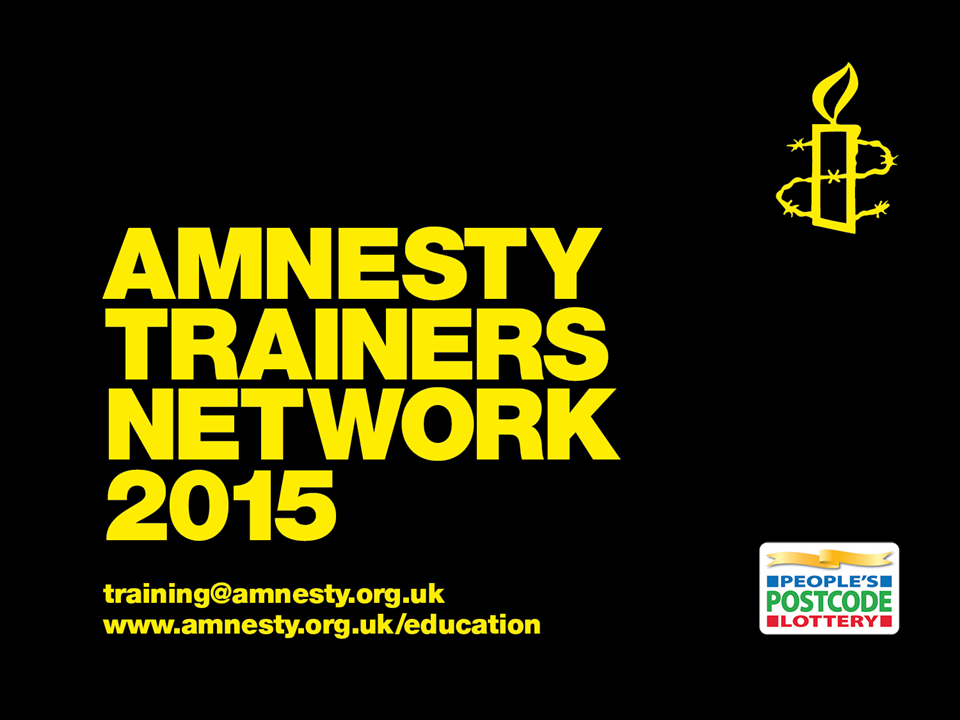 AMNESTY
TRAINERS
NETWORK
2015
training@amnesty.org.uk
www.amnesty.org.uk/education
PEOPLE'S
POSTCODE
LOTTERY